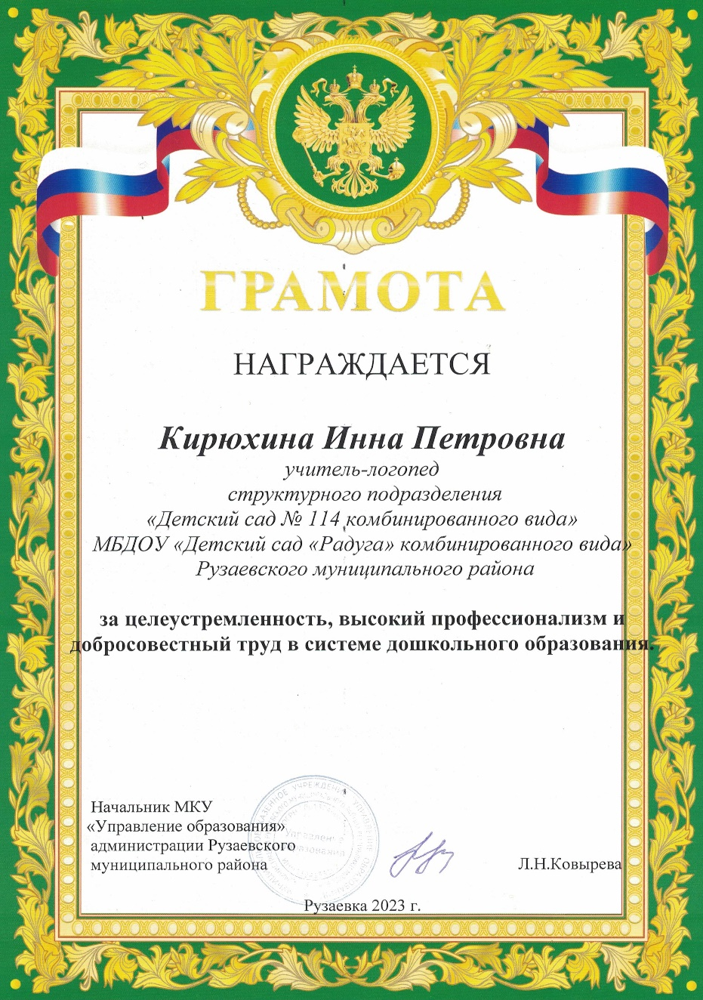 ГРАМОТА
НАГРАЖДАЕТСЯ
Кирюхина Инна Петровна
учитель-логопед
структурного подразделения
«Детский сад № 114 комбинированного вида»
МБДОУ «Детский сад «Радуга» комбинированного вида»
Рузаевского муниципального района
за целеустремленность, высокий профессионализм и
добросовестный труд в системе дошкольного образования.
Начальник МКУ
«Управление образования»
администрации Рузаевского
муниципального района
Л.Н.Ковырева
Управление
образования
Рузаевка 2023 г.